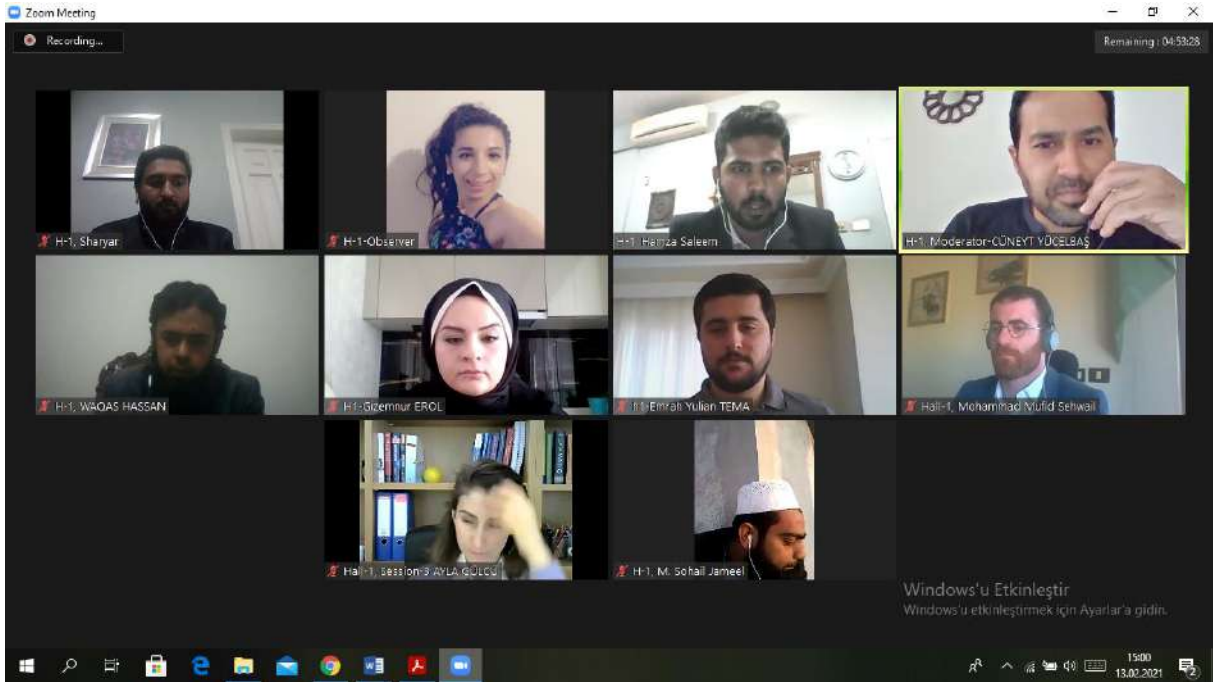 Zoom Meeting
Recording...
Remaining : 04:53:28
H-1, Sharyar
H-1-Observer
H-1 Hamza Saleem
H-1, Moderator-CÜNEYT YÜCELBAŞ
H-1, WAQAS HASSAN
H1-Gizemnur EROL
H1-Emrah Yulian TEMA
Hall-1, Mohammad Mufid Sehwail
Hall-1, Session-3 AYLA GÜLCÜ
H-1, M. Sohail Jameel
Windows'u Etkinleştir
Windows'u etkinleştirmek için Ayarlar'a gidin.
15:00
13.02.2021
2